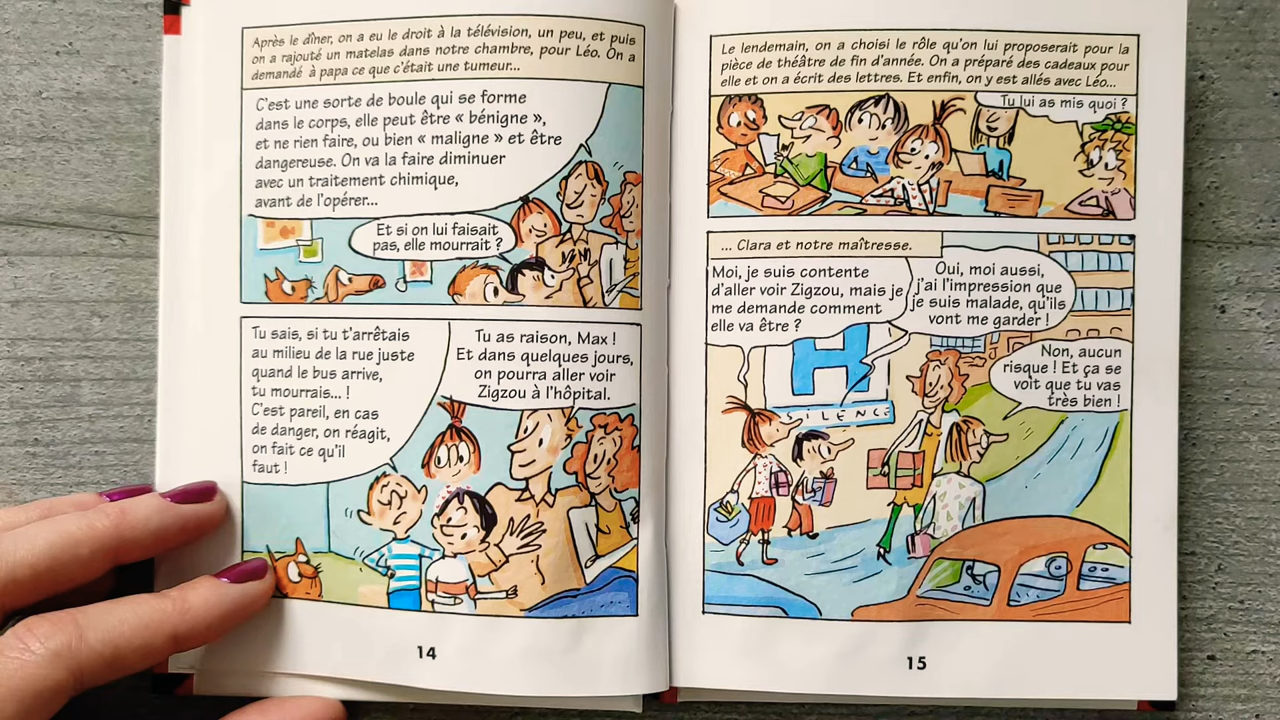 Après le dîner, on a eu le droit à la télévision, un peu, et puis
on a rajouté un matelas dans notre chambre, pour Léo. On a
demandé à papa ce que c'était une tumeur...
C'est une sorte de boule qui se forme
dans le corps, elle peut être « bénigne »,
et ne rien faire, ou bien « maligne » et être
dangereuse. On va la faire diminuer
avec un traitement chimique,
avant de l'opérer...
Et si on lui faisait
pas, elle mourrait ?
Tu sais, si tu t'arrêtais
au milieu de la rue juste
quand le bus arrive,
tu mourrais... !
C'est pareil, en cas
de danger, on réagit,
on fait ce qu'il
faut !
Tu as raison, Max !
Et dans quelques jours,
on pourra aller voir
Zigzou à l'hôpital.
14
Le lendemain, on a choisi le rôle qu'on lui proposerait pour la
pièce de théâtre de fin d'année. On a préparé des cadeaux pour
elle et on a écrit des lettres. Et enfin, on y est allés avec Léo...
Tu lui as mis quoi ?
... Clara et notre maîtresse.
Moi, je suis contente
d'aller voir Zigzou, mais je
me demande comment
elle va être ?
Oui, moi aussi,
j'ai l'impression que
je suis malade, qu'ils
vont me garder !
Non, aucun
risque ! Et ça se
voit que tu vas
très bien !
H
SILENCE
15